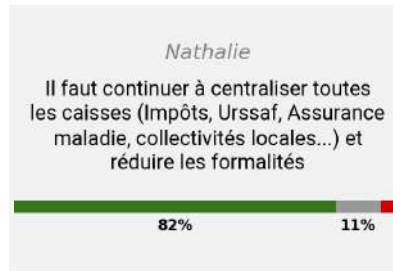 Nathalie
Il faut continuer à centraliser toutes
les caisses (Impôts, Urssaf, Assurance
maladie, collectivités locales...) et
réduire les formalités
82% 11%